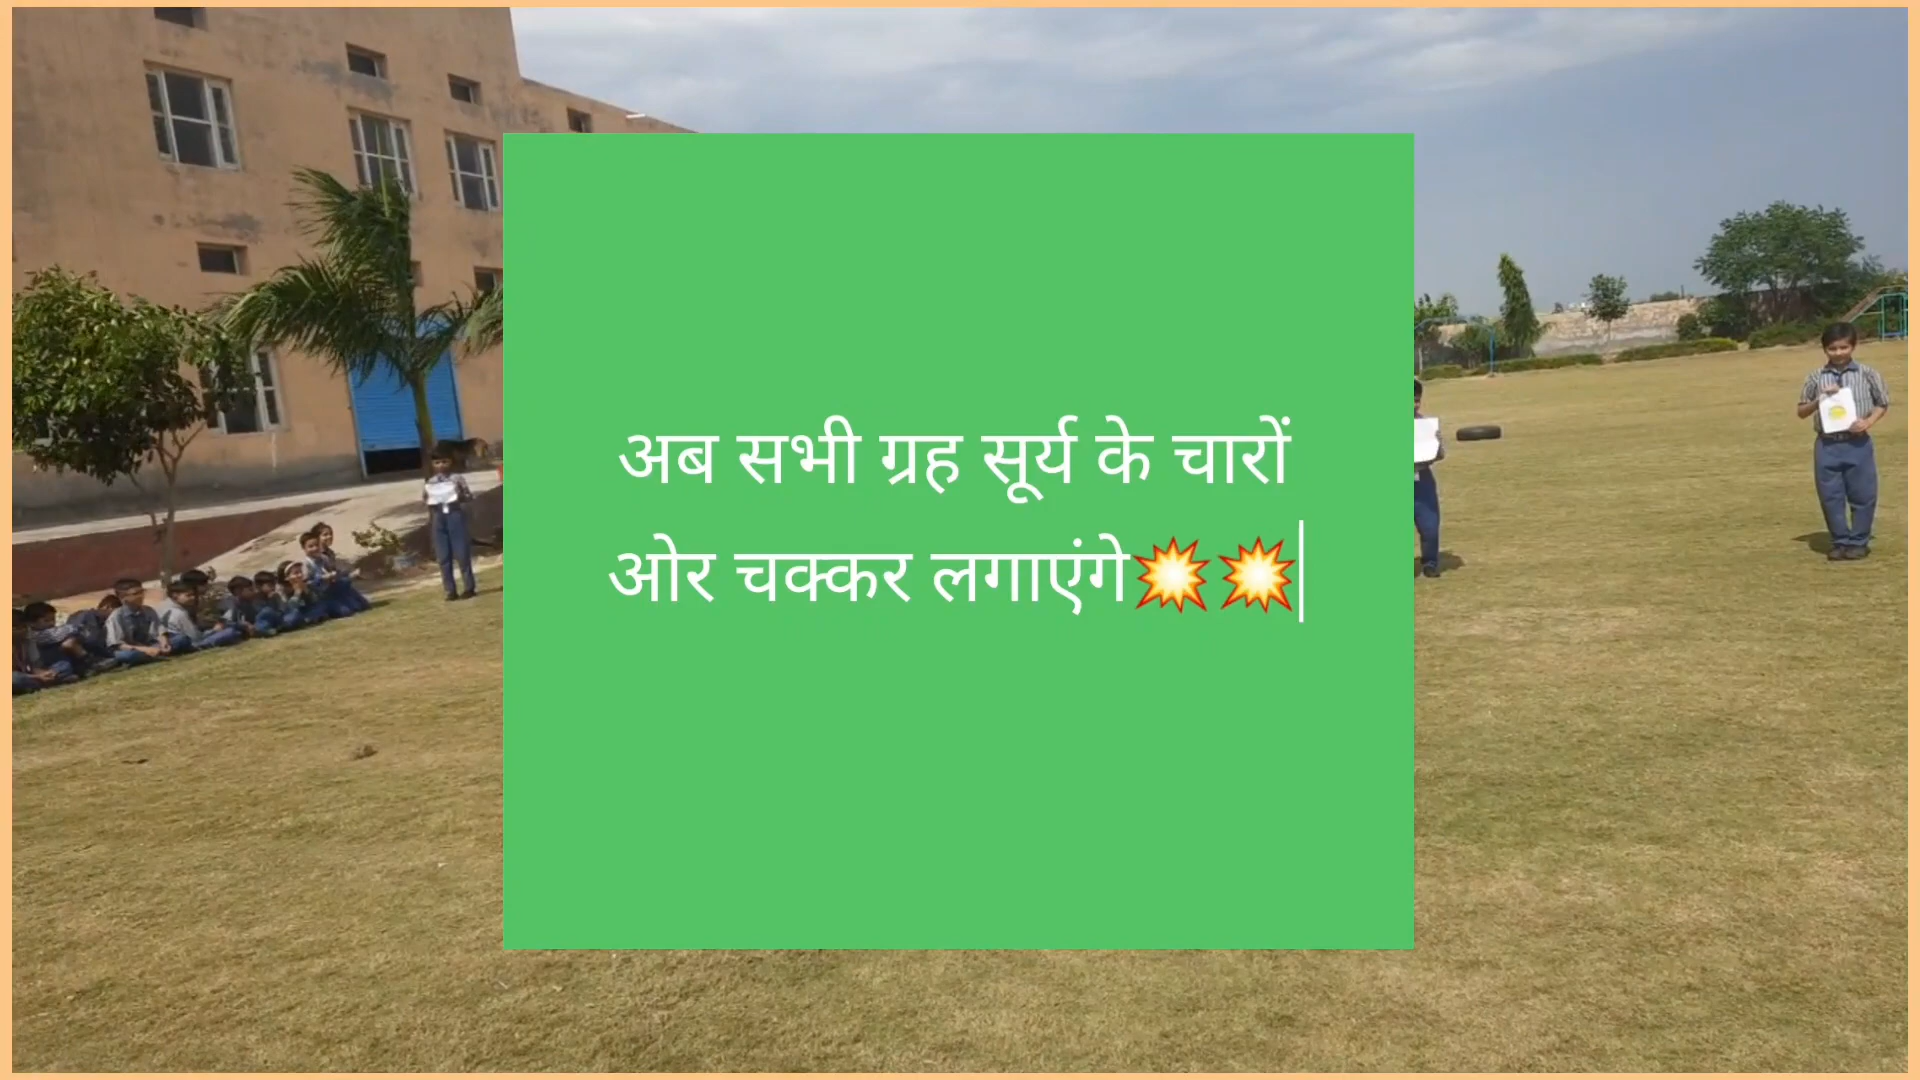 अब सभी ग्रह सूर्य के चारों
ओर चक्कर लगाएंगे💥💥